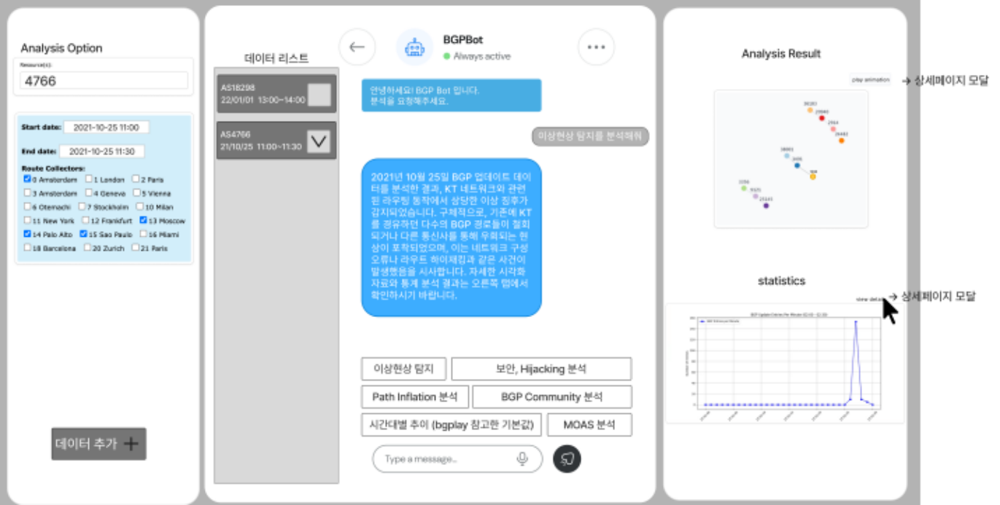 Analysis Option
Resource(s):
4766
Start date: 2021-10-25 11:00
End date: 2021-10-25 11:30
Route Collectors:
0 Amsterdam 1 London 2 Paris
3 Amsterdam 4 Geneva 5 Vienna
6 Otemachi 7 Stockholm 10 Milan
11 New York 12 Frankfurt 13 Moscow
14 Palo Alto 15 Sao Paulo 16 Miami
18 Barcelona 20 Zurich 21 Paris
데이터 추가 +
데이터 리스트
AS18298
22/01/01 13:00~14:00
AS4766
21/10/25 11:00~11:30
BGPBot
Always active
안녕하세요! BGP Bot 입니다.
분석을 요청해주세요.
이상현상 탐지를 분석해줘
2021년 10월 25일 BGP 업데이트 데이
터를 분석한 결과, KT 네트워크와 관련
된 라우팅 동작에서 상당한 이상 징후가
감지되었습니다. 구체적으로, 기존에 KT
를 경유하던 다수의 BGP 경로들이 철회
되거나 다른 통신사를 통해 우회되는 현
상이 포착되었으며, 이는 네트워크 구성
오류나 라우트 하이재킹과 같은 사건이
발생했음을 시사합니다. 자세한 시각화
자료와 통계 분석 결과는 오른쪽 탭에서
확인하시기 바랍니다.
이상현상 탐지
보안, Hijacking 분석
Path Inflation 분석
BGP Community 분석
시간대별 추이 (bgplay 참고한 기본값)
MOAS 분석
Type a message...
Analysis Result
play animation
→ 상세페이지 모달
statistics
view detail
→ 상세페이지 모달